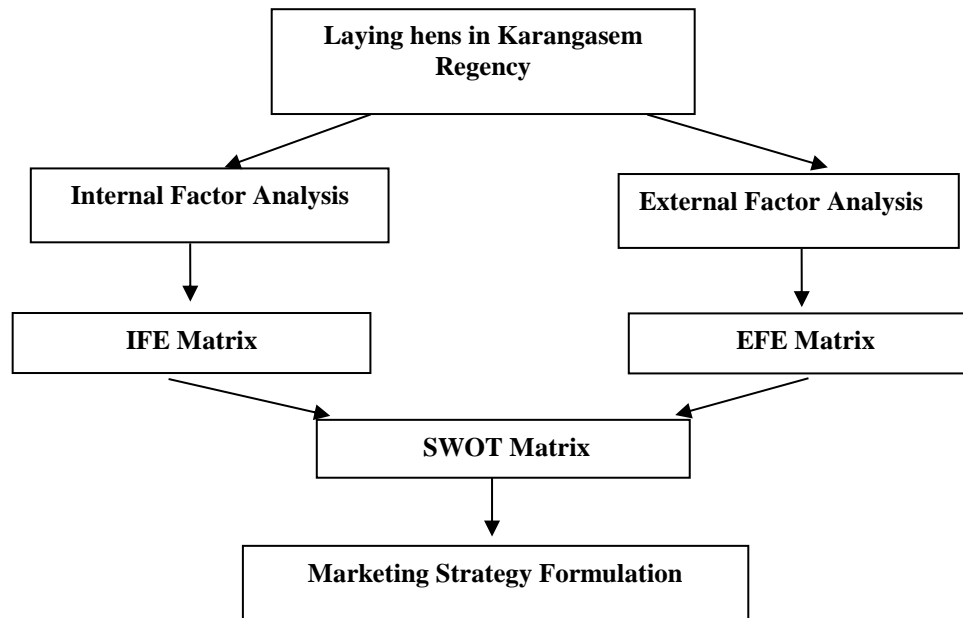 Laying hens in Karangasem
Regency
Internal Factor Analysis
External Factor Analysis
IFE Matrix
EFE Matrix
SWOT Matrix
Marketing Strategy Formulation